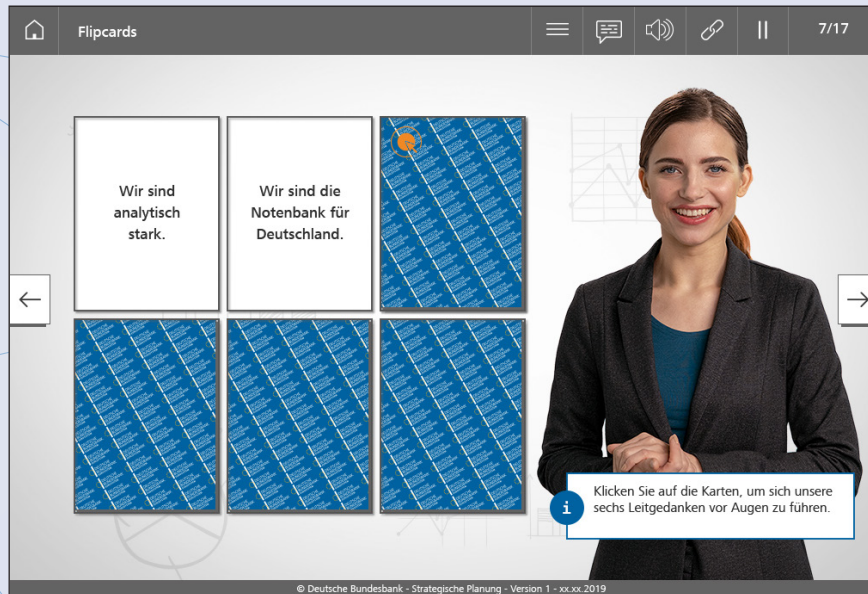 Flipcards
7/17
Wir sind
analytisch
stark.
Wir sind die
Notenbank für
Deutschland.
i
Klicken Sie auf die Karten, um sich unsere
sechs Leitgedanken vor Augen zu führen.
© Deutsche Bundesbank - Strategische Planung - Version 1 - xx.xx.2019